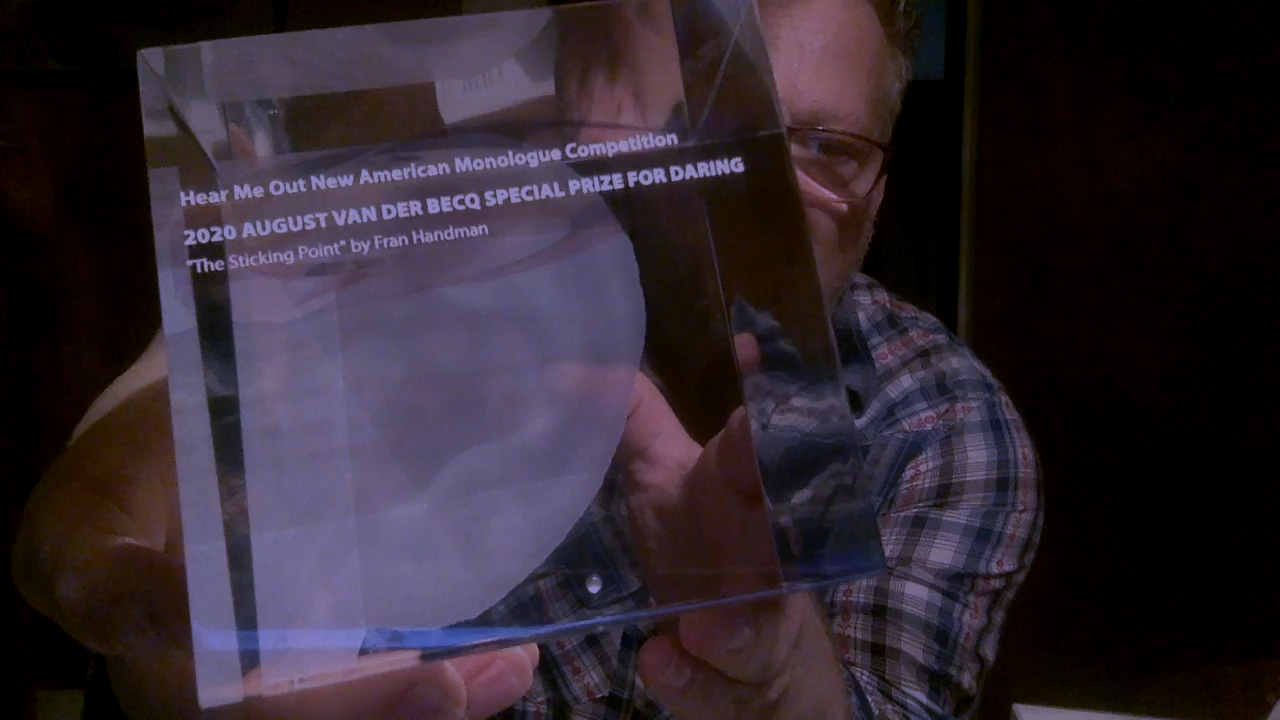 Hear Me Out New American Monologue Competition
2020 AUGUST VAN DER BECQ SPECIAL PRIZE FOR DARING
"The Sticking Point" by Fran Handman